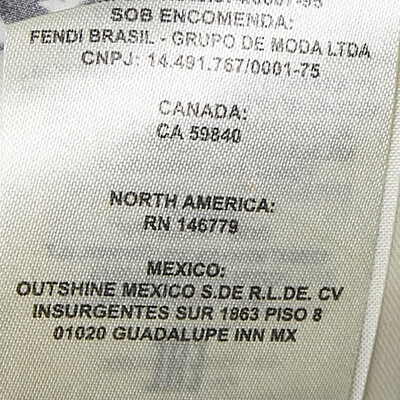 SOB ENCOMENDA:
FENDI BRASIL - GRUPO DE MODA LTDA
CNPJ: 14.491.767/0001-75
CANADA:
CA 59840
NORTH AMERICA:
RN 146779
MEXICO:
OUTSHINE MEXICO S.DE R.L.DE. CV
INSURGENTES SUR 1863 PISO 8
01020 GUADALUPE INN MX